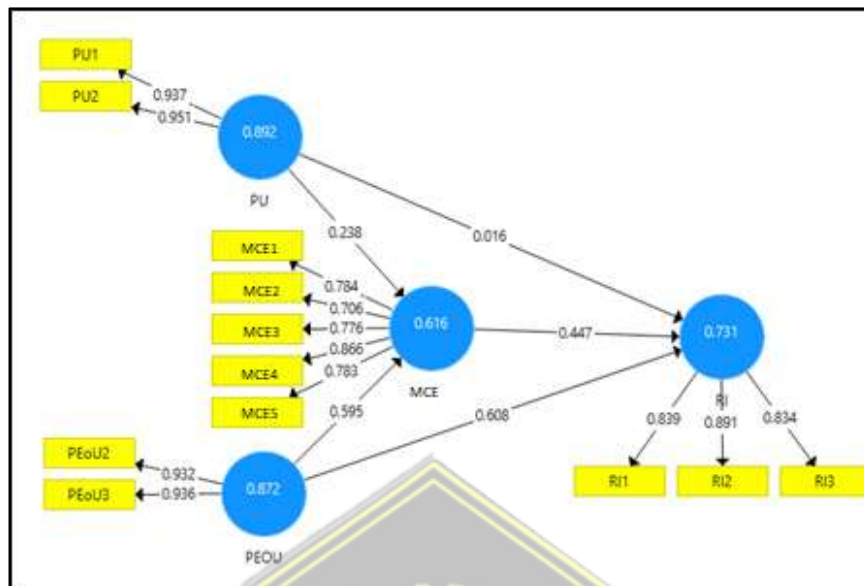 PU1
PU2
0.937
0.951
0.892
PU
0.238
0.016
MCE1
MCE2
MCE3
MCE4
MCE5
0.784
0.706
0.776
0.866
0.783
0.616
MCE
0.447
0.731
RI
0.595
0.608
0.839
0.891
0.834
RI1
RI2
RI3
PEoU2
PEoU3
0.932
0.936
0.872
PEOU